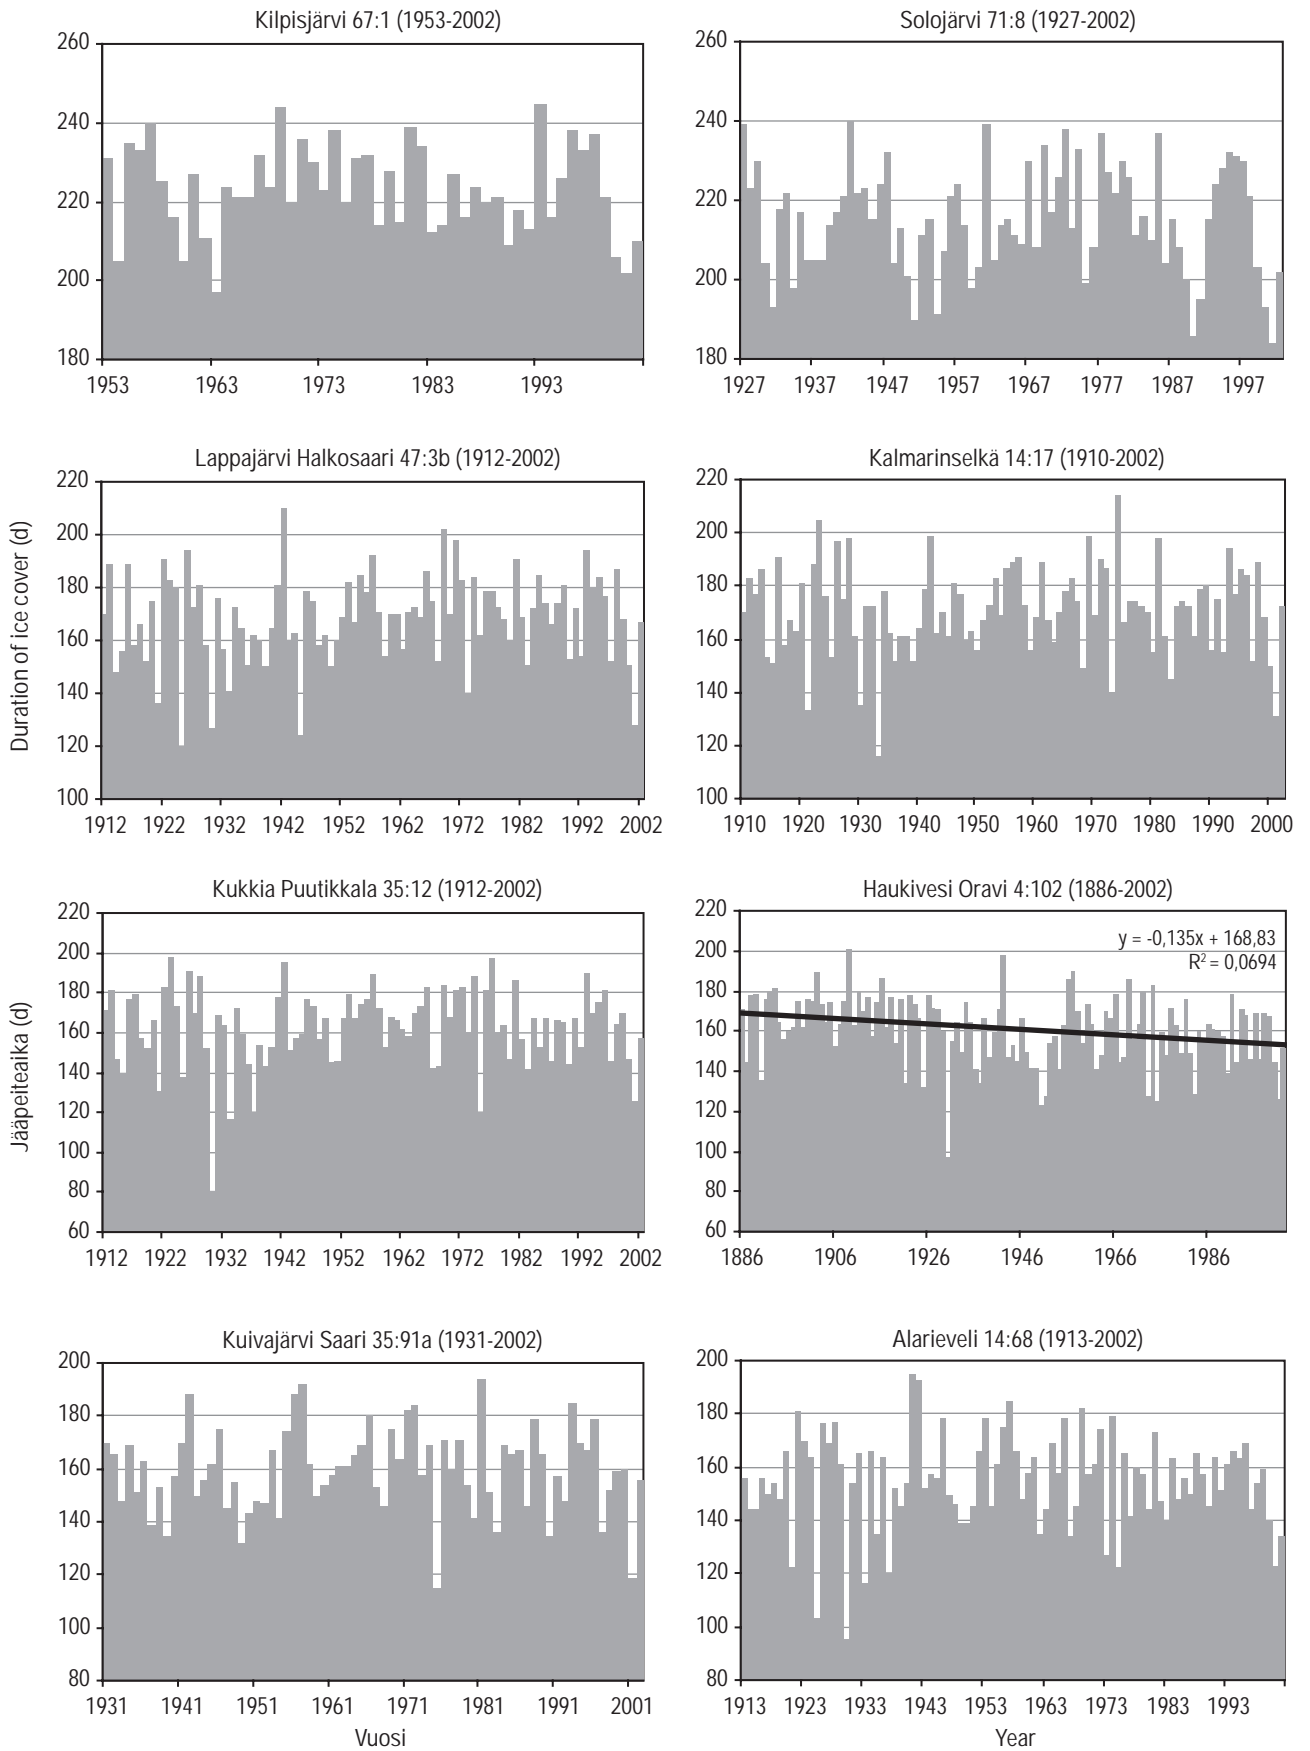 Kilpisjärvi 67:1 (1953-2002)
260
240
220
200
180
1953 1963 1973 1983 1993
Solojärvi 71:8 (1927-2002)
260
240
220
200
180
1927 1937 1947 1957 1967 1977 1987 1997
Duration of ice cover (d)
Lappajärvi Halkosaari 47:3b (1912-2002)
220
200
180
160
140
120
100
1912 1922 1932 1942 1952 1962 1972 1982 1992 2002
Kalmarinselkä 14:17 (1910-2002)
220
200
180
160
140
120
100
1910 1920 1930 1940 1950 1960 1970 1980 1990 2000
Jääpeiteaika (d)
Kukkia Puutikkala 35:12 (1912-2002)
220
200
180
160
140
120
100
80
60
1912 1922 1932 1942 1952 1962 1972 1982 1992 2002
Haukivesi Oravi 4:102 (1886-2002)
y = -0,135x + 168,83
R² = 0,0694
220
200
180
160
140
120
100
80
60
1886 1906 1926 1946 1966 1986
Kuivajärvi Saari 35:91a (1931-2002)
200
180
160
140
120
100
80
1931 1941 1951 1961 1971 1981 1991 2001
Vuosi
Alarieveli 14:68 (1913-2002)
200
180
160
140
120
100
80
1913 1923 1933 1943 1953 1963 1973 1983 1993
Year